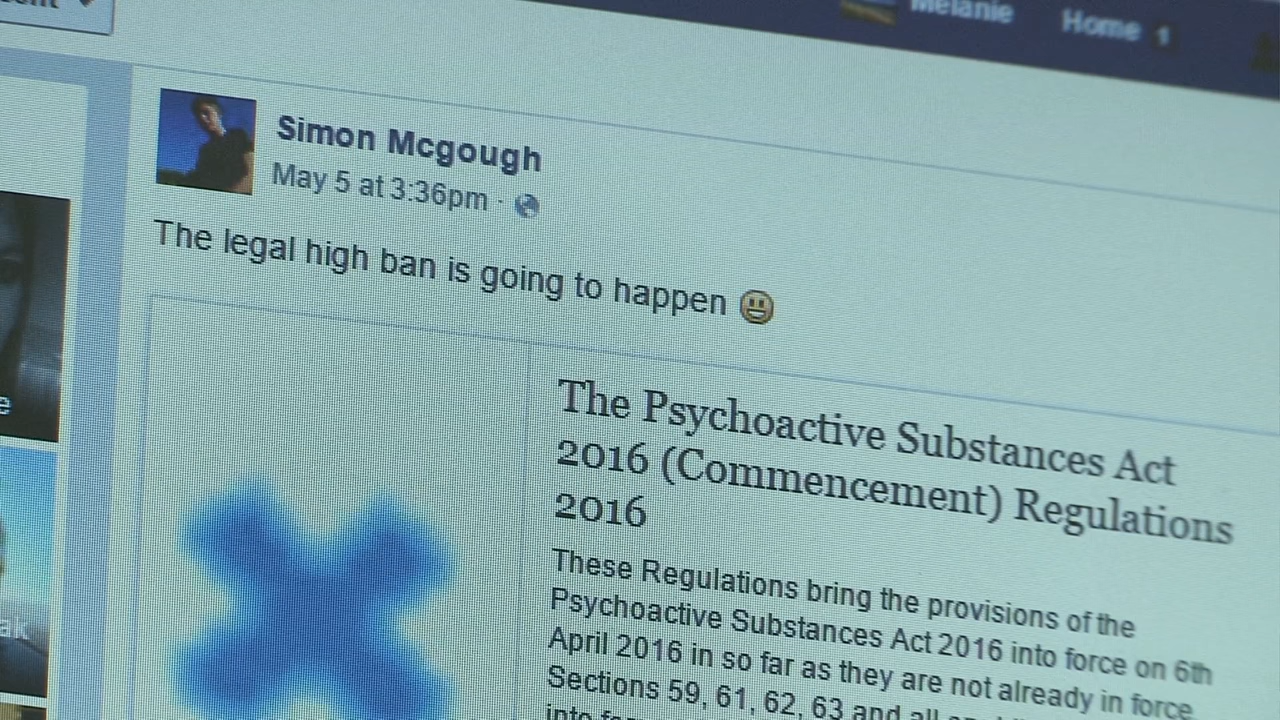 Melanie Home 1
Simon Mcgough
May 5 at 3:36pm ·
The legal high ban is going to happen
The Psychoactive Substances Act
2016 (Commencement) Regulations
2016
These Regulations bring the provisions of the
Psychoactive Substances Act 2016 into force on 6th
April 2016 in so far as they are not already in force
Sections 59, 61, 62, 63 and all
into